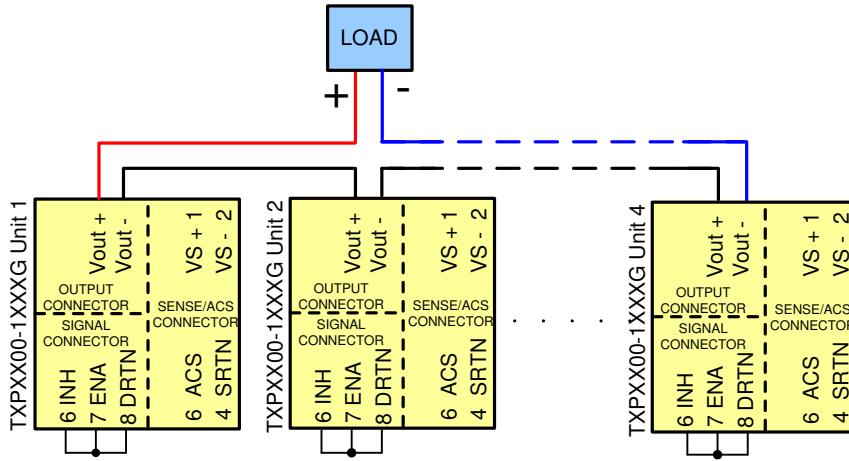 LOAD
+
-
TXPXX00-1XXXG Unit 1
Vout +
Vout -
VS + 1
VS - 2
OUTPUT
CONNECTOR
SIGNAL
CONNECTOR
SENSE/ACS
CONNECTOR
6 INH
7 ENA
8 DRTN
6 ACS
4 SRTN
TXPXX00-1XXXG Unit 2
Vout +
Vout -
VS + 1
VS - 2
OUTPUT
CONNECTOR
SIGNAL
CONNECTOR
SENSE/ACS
CONNECTOR
6 INH
7 ENA
8 DRTN
6 ACS
4 SRTN
. . . . .
TXPXX00-1XXXG Unit 4
Vout +
Vout -
VS + 1
VS - 2
OUTPUT
CONNECTOR
SIGNAL
CONNECTOR
SENSE/ACS
CONNECTOR
6 INH
7 ENA
8 DRTN
6 ACS
4 SRTN